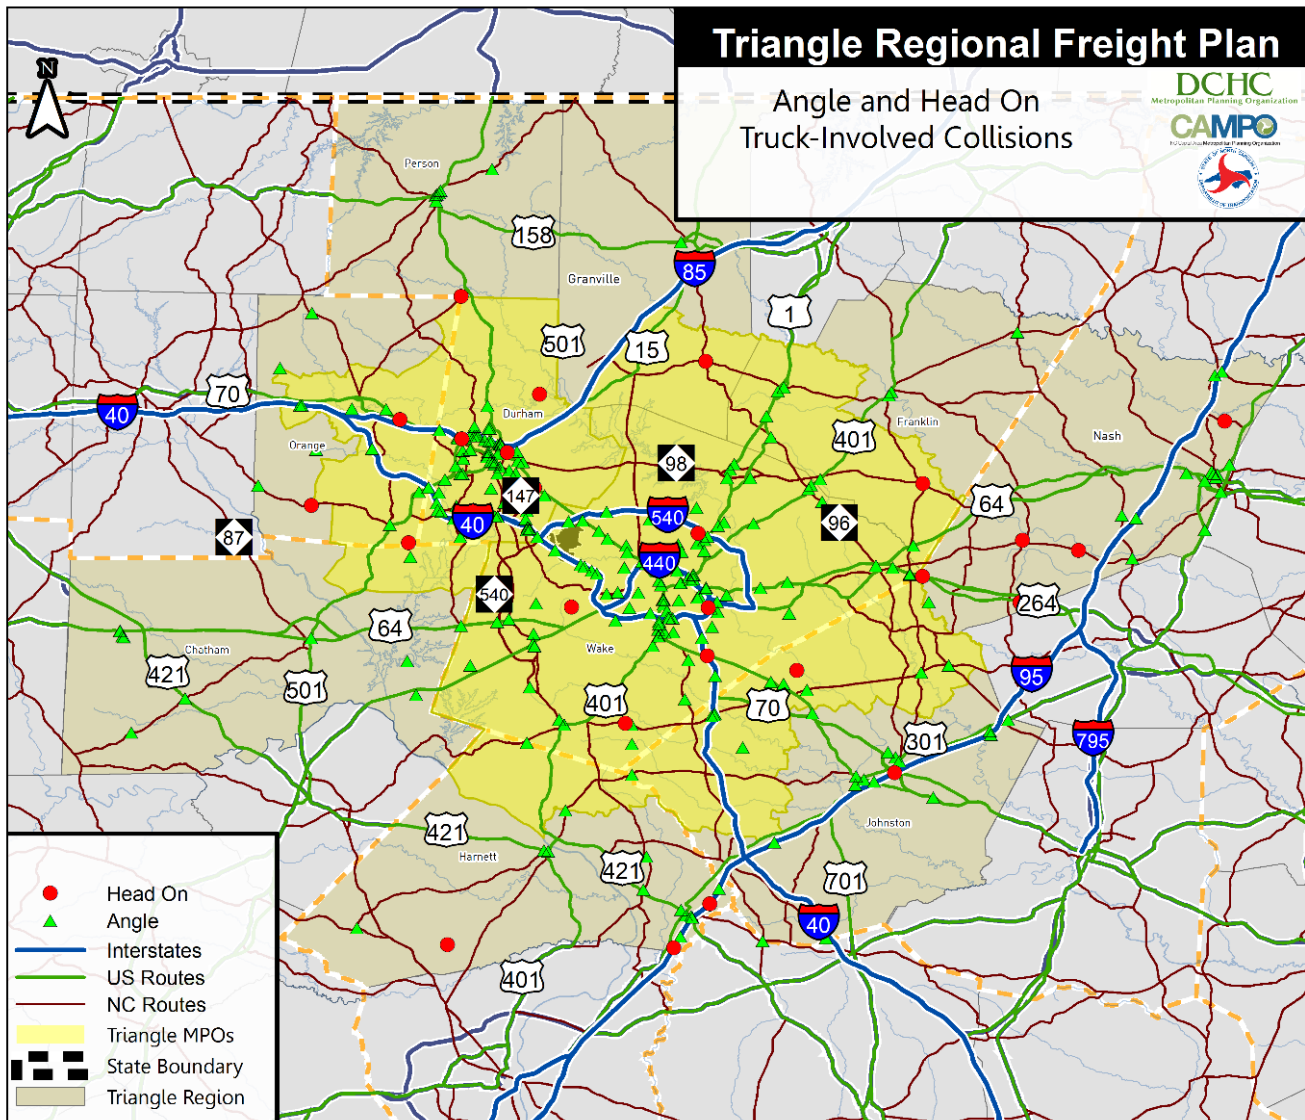 Triangle Regional Freight Plan
Angle and Head On
Truck-Involved Collisions
DCHC
Metropolitan Planning Organization
CAMPO
N
Person
158
85
Granville
1
501
15
70
40
Durham
Franklin
401
Nash
Orange
98
147
64
40
540
96
87
440
540
264
64
Wake
Chatham
421
501
95
401
70
301
795
421
Johnston
Harnett
421
701
40
401
Head On
Angle
Interstates
US Routes
NC Routes
Triangle MPOs
State Boundary
Triangle Region